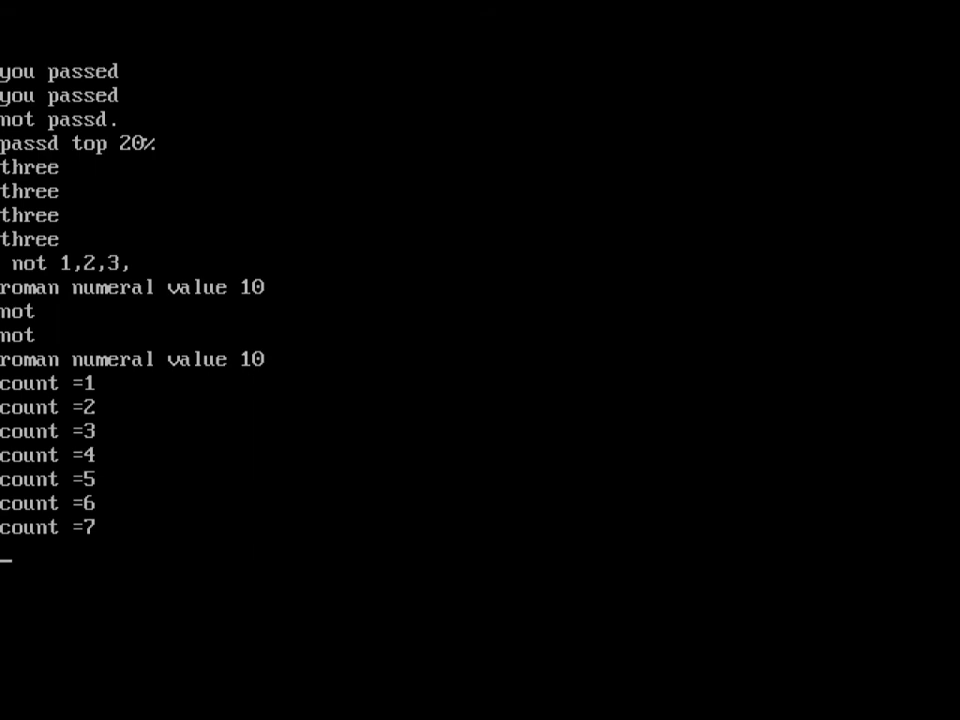 you passed
you passed
not passd.
passd top 20%
three
three
three
three
not 1,2,3,
roman numeral value 10
not
not
roman numeral value 10
count =1
count =2
count =3
count =4
count =5
count =6
count =7